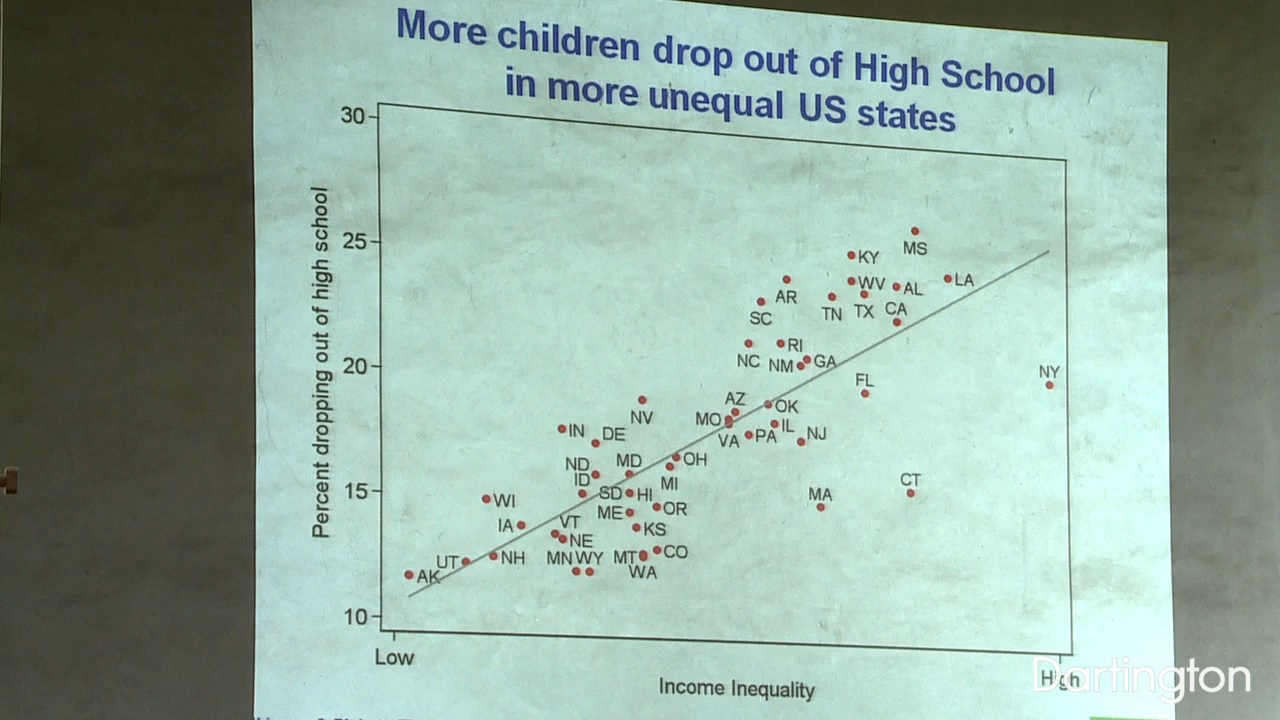 More children drop out of High School
in more unequal US states
30
25
20
15
10
Percent dropping out of high school
MS
KY
WV
AL
LA
AR
TN
TX
CA
SC
NC
RI
NM
GA
FL
NY
AZ
OK
NV
MO
IL
IN
DE
VA
PA
NJ
ND
MD
OH
ID
MI
CT
SD
HI
MA
WI
ME
OR
IA
VT
KS
NE
UT
NH
MN
WY
MT
CO
WA
AK
Low
High
Income Inequality
Dartington